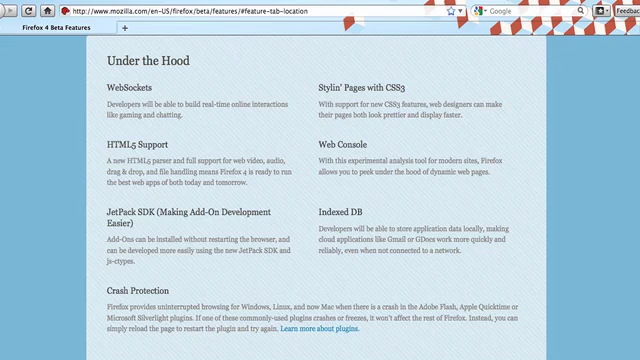 http://www.mozilla.com/en-US/firefox/beta/features/#feature-tab-location
Google
Feedbac
Firefox 4 Beta Features
+
Under the Hood
WebSockets
Developers will be able to build real-time online interactions
like gaming and chatting.
Stylin' Pages with CSS3
With support for new CSS3 features, web designers can make
their pages both look prettier and display faster.
HTML5 Support
A new HTML5 parser and full support for web video, audio,
drag & drop, and file handling means Firefox 4 is ready to run
the best web apps of both today and tomorrow.
Web Console
With this experimental analysis tool for modern sites, Firefox
allows you to peek under the hood of dynamic web pages.
JetPack SDK (Making Add-On Development
Easier)
Add-Ons can be installed without restarting the browser, and
can be developed more easily using the new JetPack SDK and
js-ctypes.
Indexed DB
Developers will be able to store application data locally, making
cloud applications like Gmail or GDocs work more quickly and
reliably, even when not connected to a network.
Crash Protection
Firefox provides uninterrupted browsing for Windows, Linux, and now Mac when there is a crash in the Adobe Flash, Apple Quicktime or
Microsoft Silverlight plugins. If one of these commonly-used plugins crashes or freezes, it won't affect the rest of Firefox. Instead, you can
simply reload the page to restart the plugin and try again. Learn more about plugins.